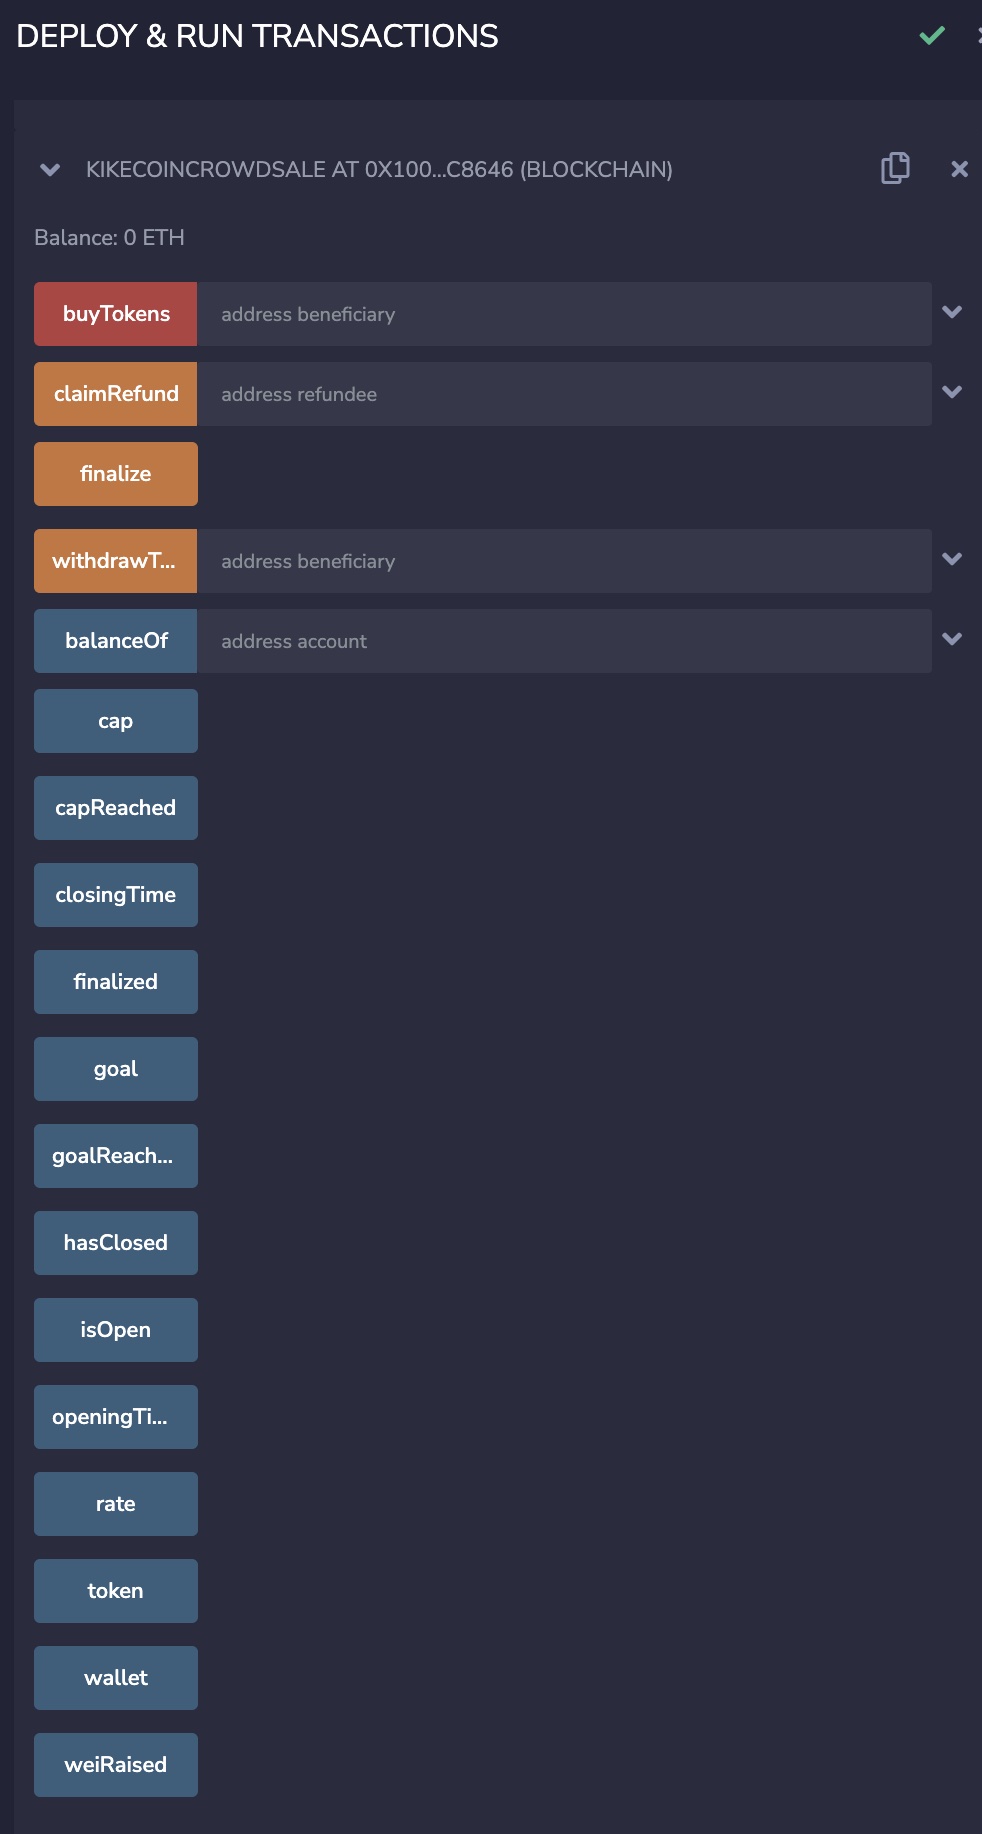 DEPLOY & RUN TRANSACTIONS
KIKECOINCROWDSALE AT 0X100...C8646 (BLOCKCHAIN)
Balance: 0 ETH
buyTokens address beneficiary
claimRefund address refundee
finalize
withdrawT... address beneficiary
balanceOf address account
cap
capReached
closingTime
finalized
goal
goalReach...
hasClosed
isOpen
openingTi...
rate
token
wallet
weiRaised